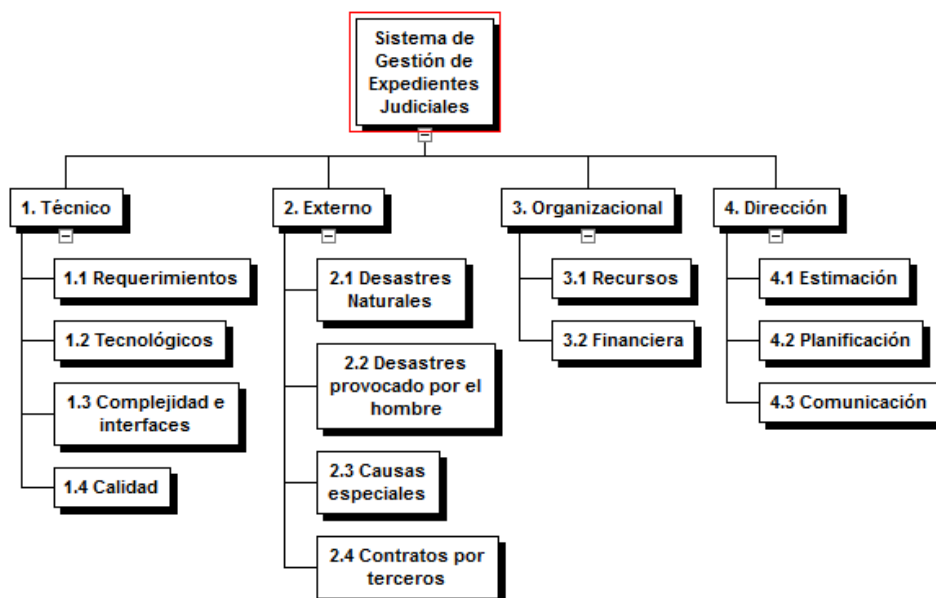 Sistema de
Gestión de
Expedientes
Judiciales
1. Técnico
1.1 Requerimientos
1.2 Tecnológicos
1.3 Complejidad e
interfaces
1.4 Calidad
2. Externo
2.1 Desastres
Naturales
2.2 Desastres
provocado por el
hombre
2.3 Causas
especiales
2.4 Contratos por
terceros
3. Organizacional
3.1 Recursos
3.2 Financiera
4. Dirección
4.1 Estimación
4.2 Planificación
4.3 Comunicación